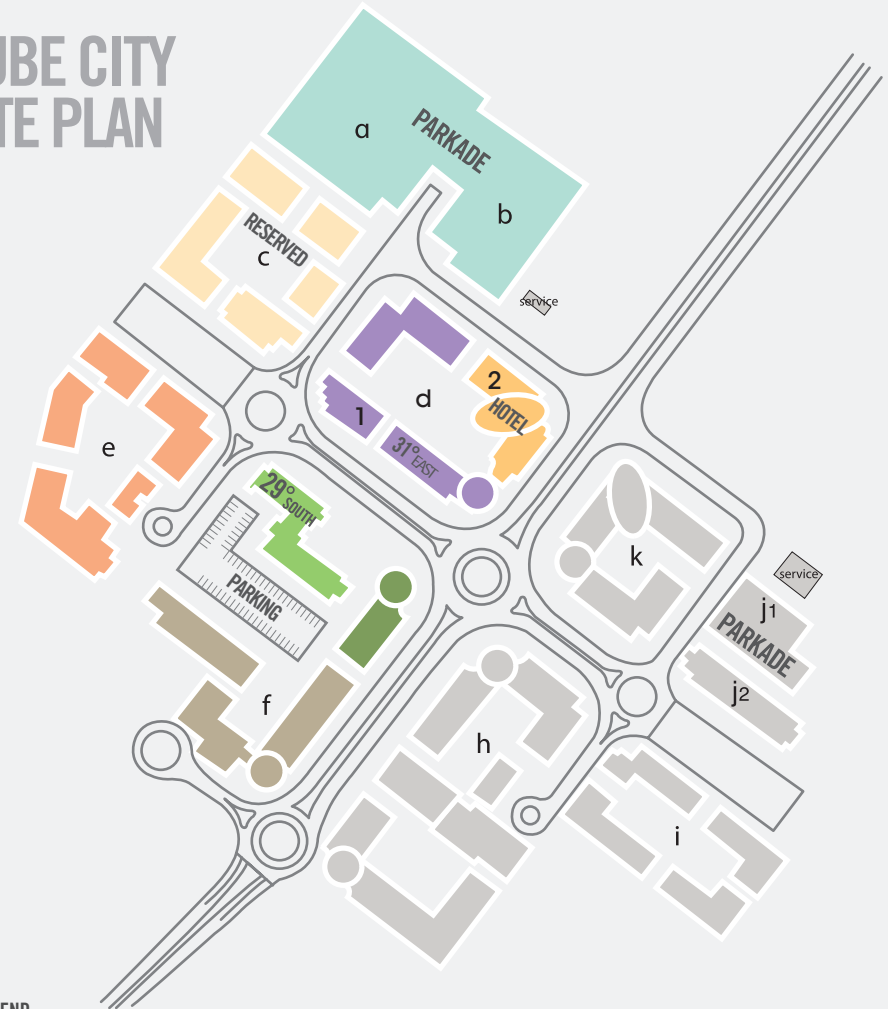 UBE CITY
TE PLAN
a
PARKADE
b
RESERVED
c
service
2
HOTEL
d
1
31° EAST
e
29° SOUTH
PARKING
k
service
j1
PARKADE
j2
f
h
i
END